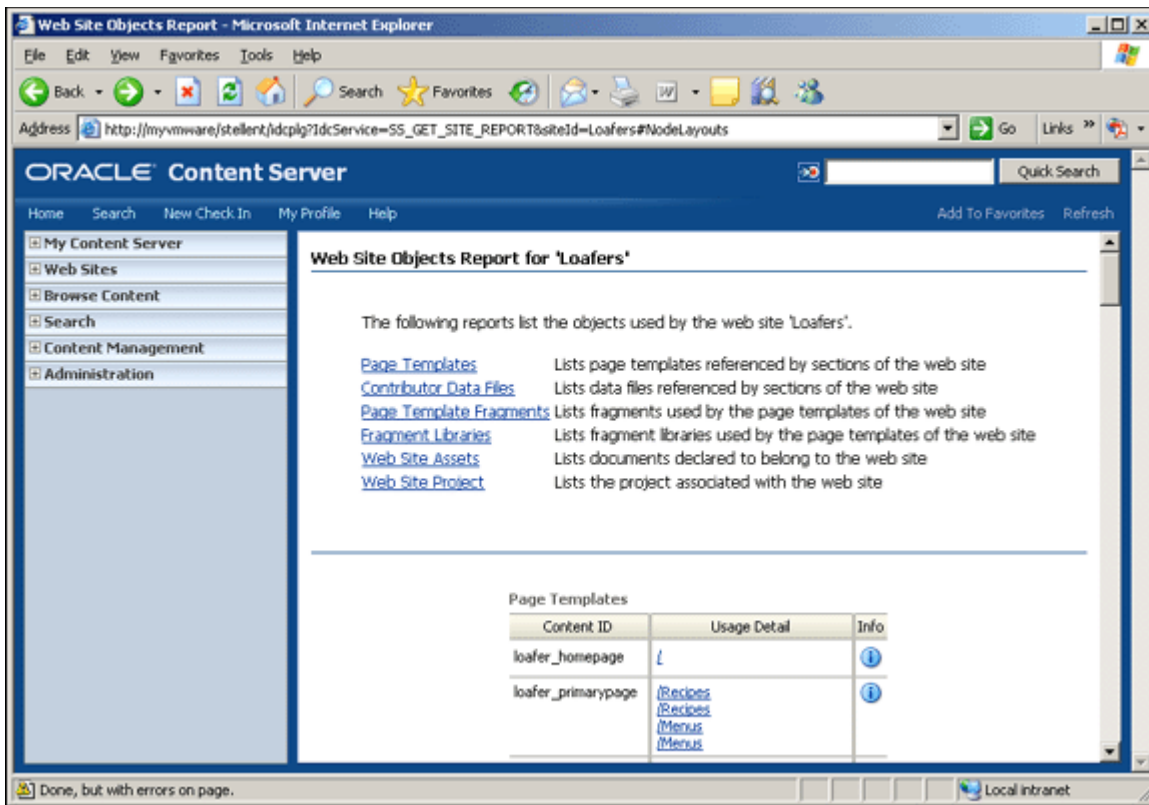 Web Site Objects Report - Microsoft Internet Explorer
File Edit View Favorites Tools Help
Back Search Favorites
Address http://myvmware/stellent/idcplg?IdcService=SS_GET_SITE_REPORT&siteId=Loafers#NodeLayouts Go Links »
ORACLE Content Server Quick Search
Home Search New Check In My Profile Help Add To Favorites Refresh
My Content Server
Web Sites
Browse Content
Search
Content Management
Administration
Web Site Objects Report for 'Loafers'
The following reports list the objects used by the web site 'Loafers'.
Page Templates Lists page templates referenced by sections of the web site
Contributor Data Files Lists data files referenced by sections of the web site
Page Template Fragments Lists fragments used by the page templates of the web site
Fragment Libraries Lists fragment libraries used by the page templates of the web site
Web Site Assets Lists documents declared to belong to the web site
Web Site Project Lists the project associated with the web site
Page Templates
Content ID Usage Detail Info
loafer_homepage /
loafer_primarypage /Recipes
/Recipes
/Menus
/Menus
Done, but with errors on page. Local intranet